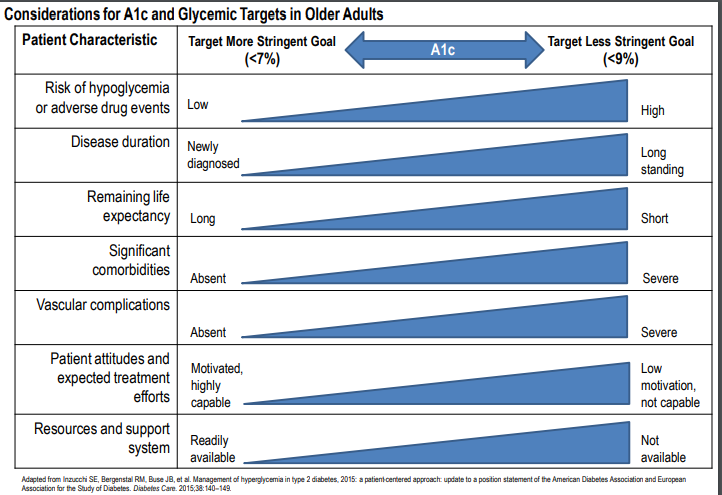 Considerations for A1c and Glycemic Targets in Older Adults
Patient Characteristic
Target More Stringent Goal
(<7%)
A1c
Target Less Stringent Goal
(<9%)
Risk of hypoglycemia
or adverse drug events
Low
High
Disease duration
Newly
diagnosed
Long
standing
Remaining life
expectancy
Long
Short
Significant
comorbidities
Absent
Severe
Vascular complications
Absent
Severe
Patient attitudes and
expected treatment
efforts
Motivated,
highly
capable
Low
motivation,
not capable
Resources and support
system
Readily
available
Not
available
Adapted from Inzucchi SE, Bergenstal RM, Buse JB, et al. Management of hyperglycemia in type 2 diabetes, 2015: a patient-centered approach: update to a position statement of the American Diabetes Association and European
Association for the Study of Diabetes. Diabetes Care. 2015;38:140–149.